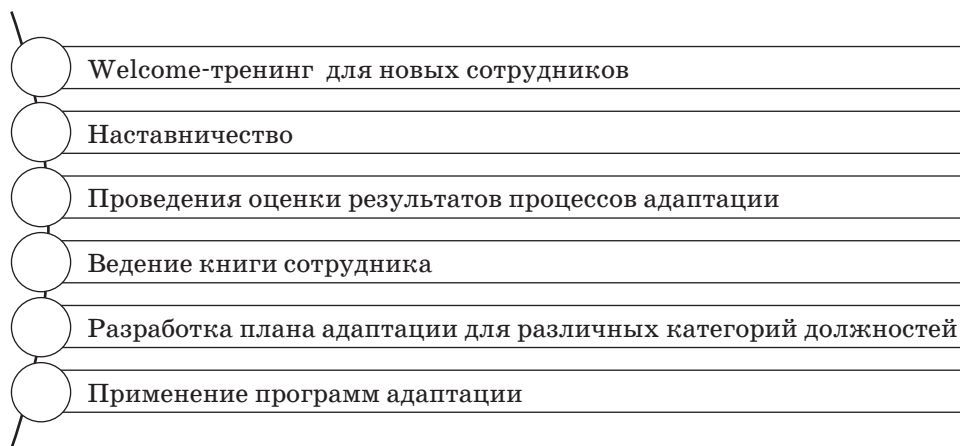 Welcome-тренинг для новых сотрудников
Наставничество
Проведения оценки результатов процессов адаптации
Ведение книги сотрудника
Разработка плана адаптации для различных категорий должностей
Применение программ адаптации